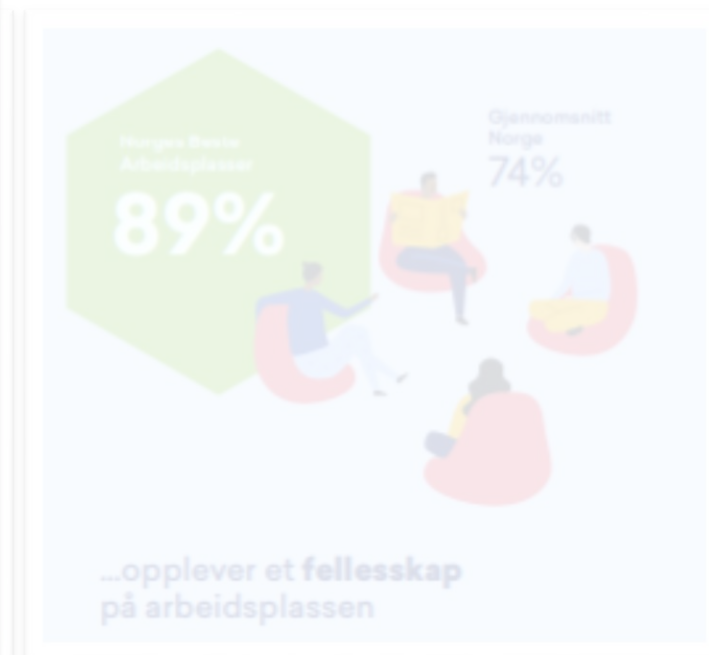 Norges Beste
Arbeidsplasser
89%
Gjennomsnitt
Norge
74%
...opplever et fellesskap
på arbeidsplassen